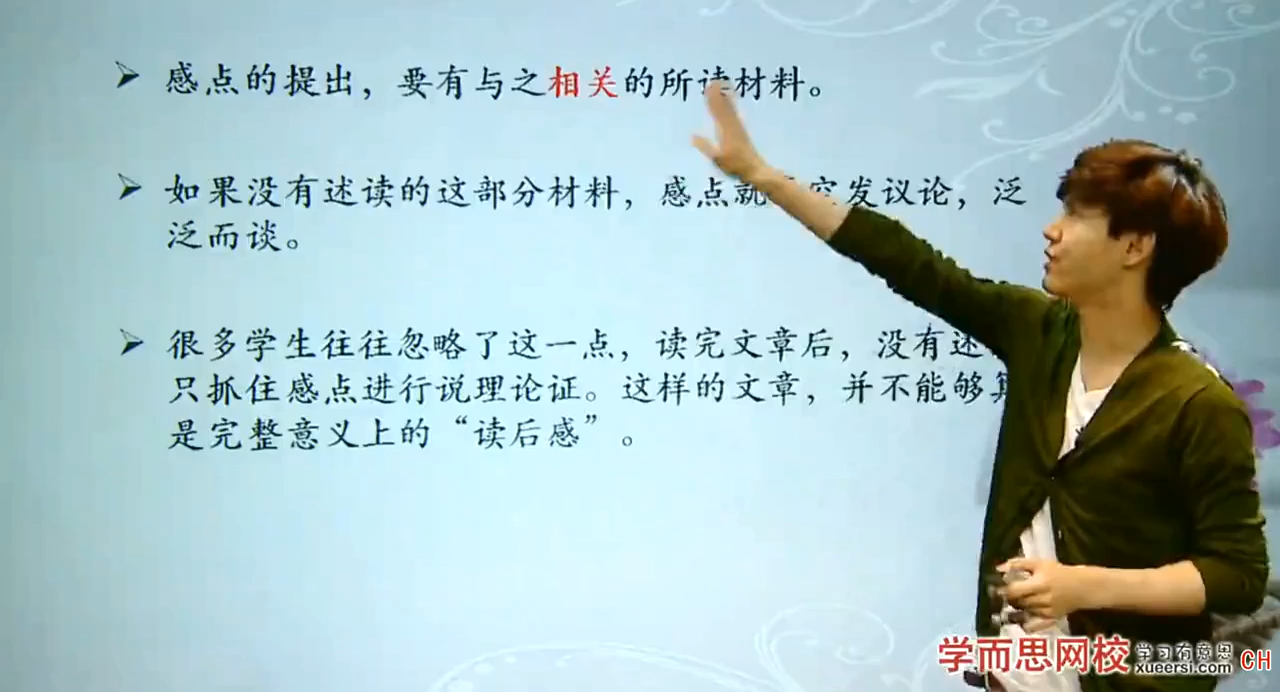 感点的提出，要有与之相关的所读材料。
如果没有述读的这部分材料，感点就 突发议论，泛
泛而谈。
很多学生往往忽略了这一点，读完文章后，没有述
只抓住感点进行说理论证。这样的文章，并不能够算
是完整意义上的“读后感”。
学而思网校 学习有意思 CH
xueersi.com